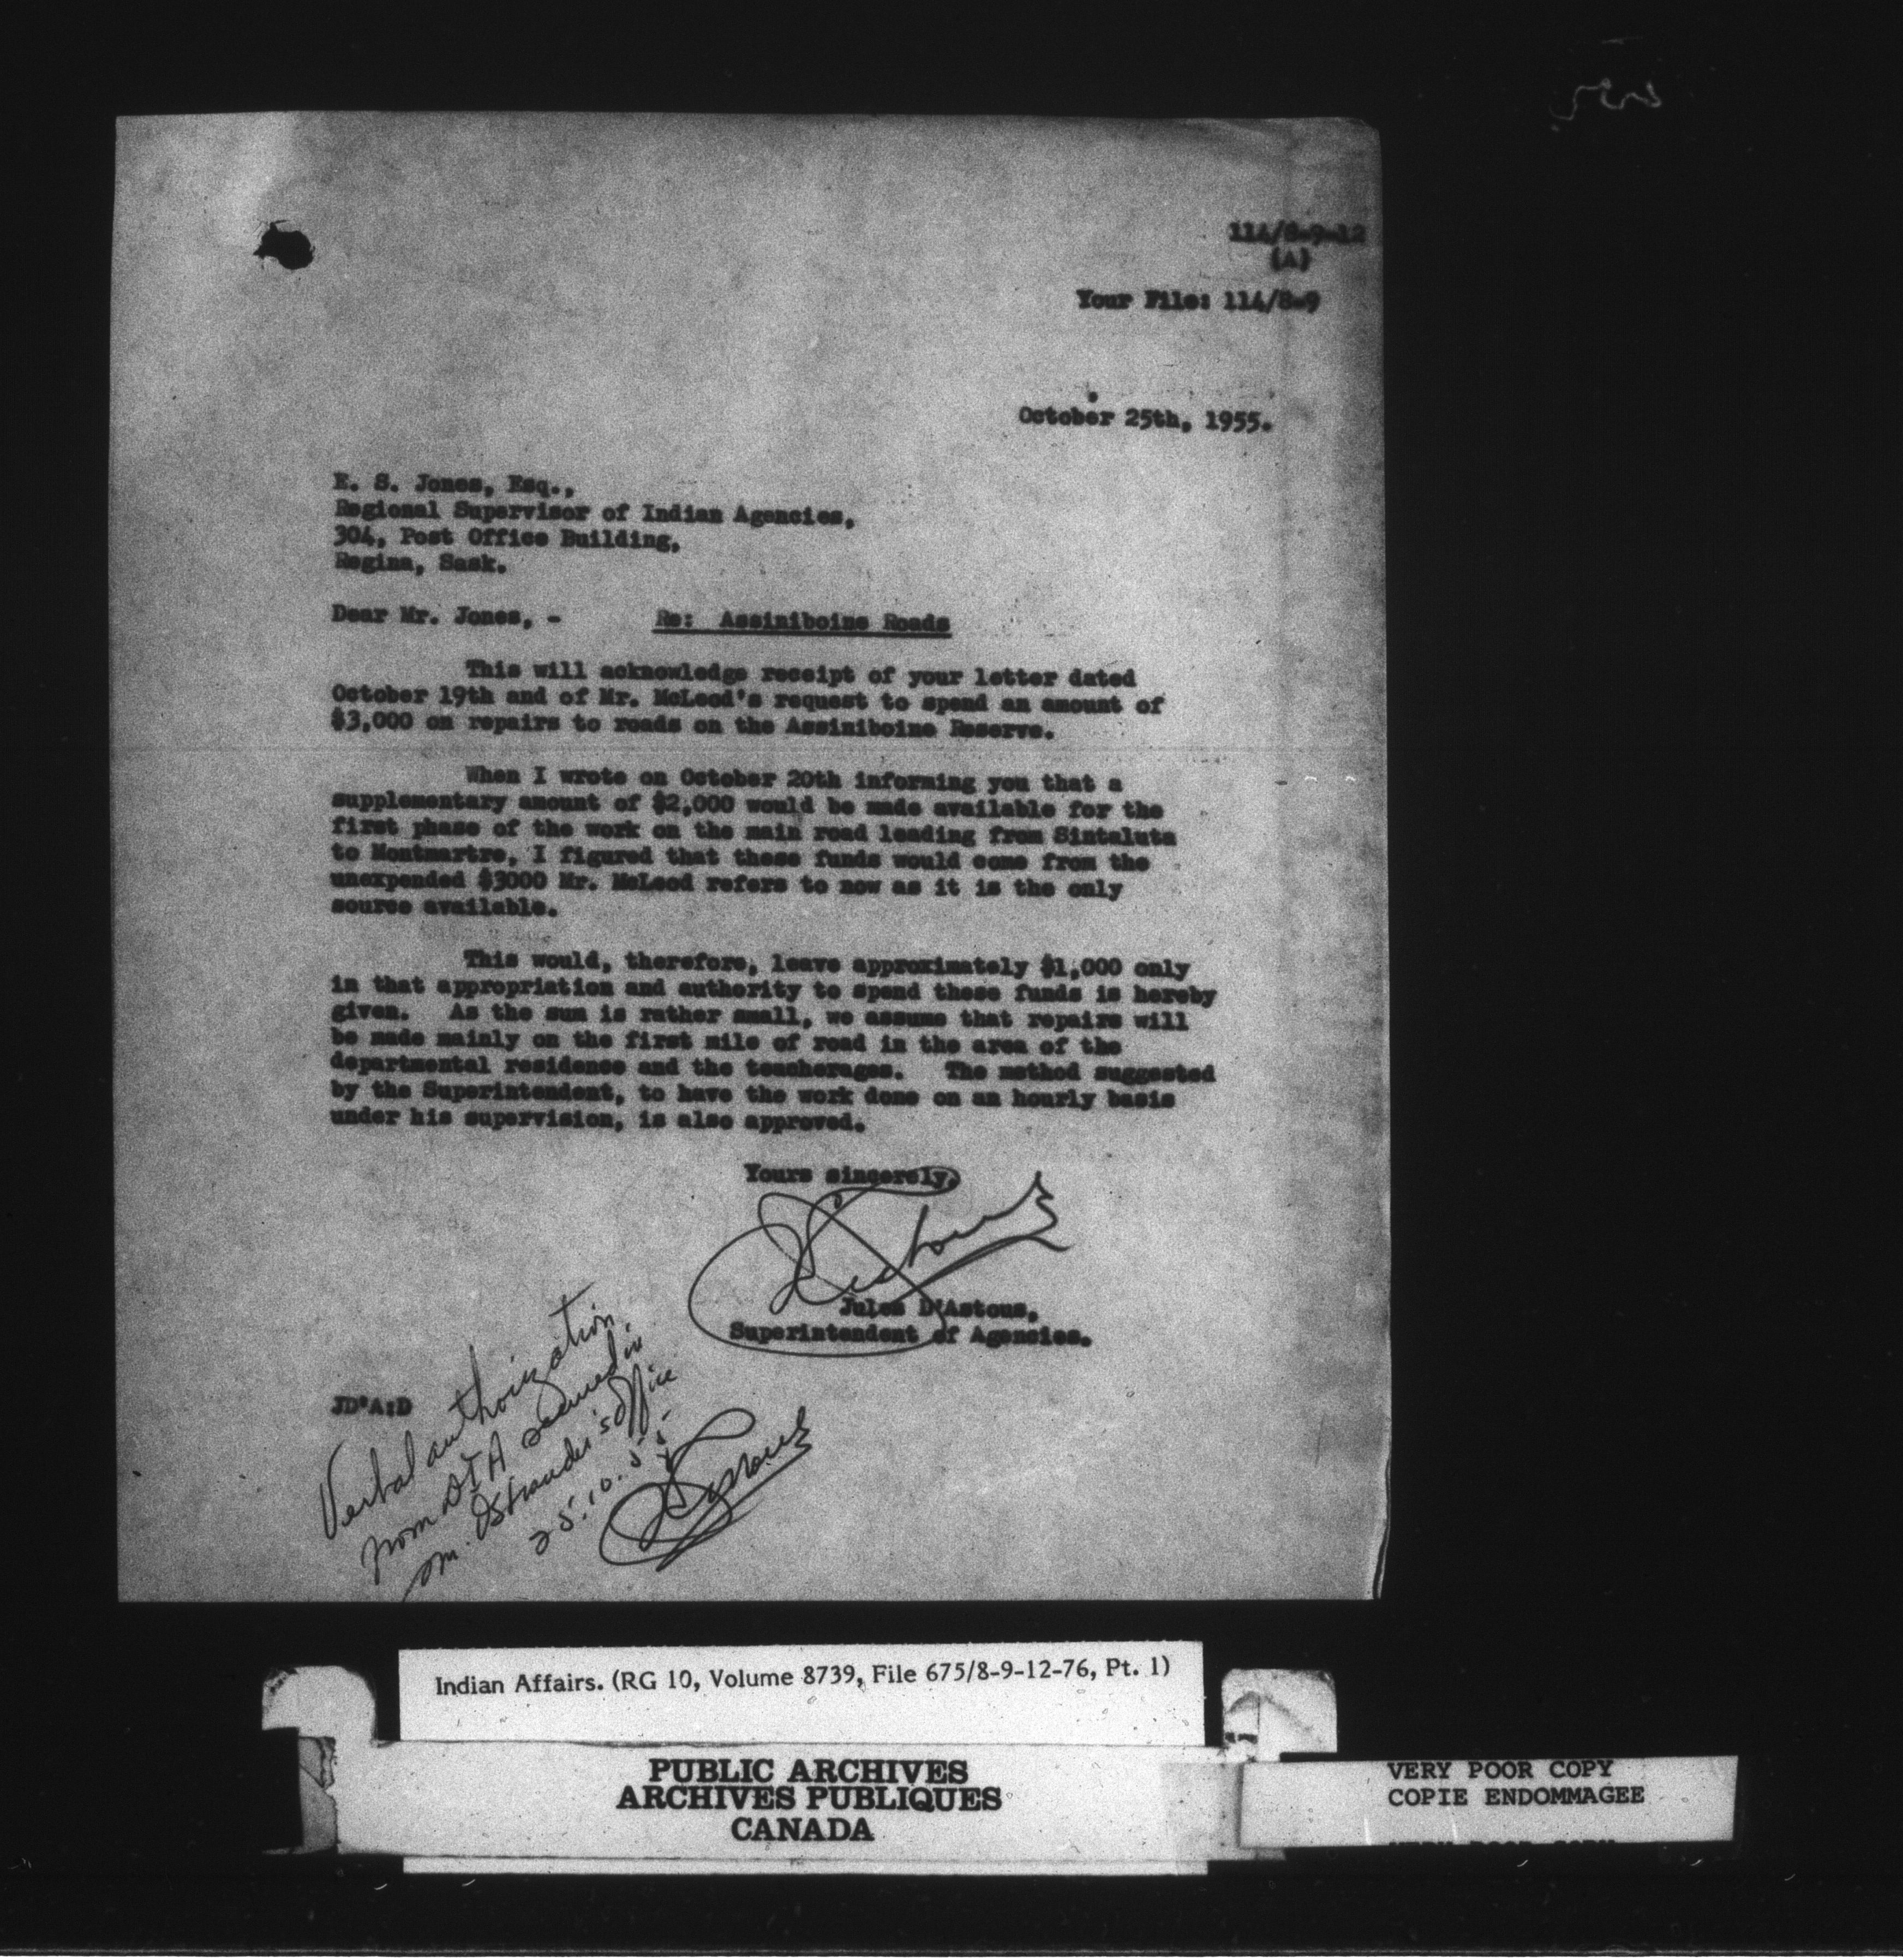 114/8-9-12
(A)
Your File: 114/8-9
October 25th, 1955.
E. S. Jones, Esq.,
Regional Supervisor of Indian Agencies,
304, Post Office Building,
Regina, Sask.
Dear Mr. Jones, - Re: Assiniboine Roads
This will acknowledge receipt of your letter dated
October 19th and of Mr. McLeod's request to spend an amount of
$3,000 on repairs to roads on the Assiniboine Reserve.
When I wrote on October 20th informing you that a
supplementary amount of $2,000 would be made available for the
first phase of the work on the main road leading from Sintaluta
to Montmartre, I figured that these funds would come from the
unexpended $3000 Mr. McLeod refers to now as it is the only
source available.
This would, therefore, leave approximately $1,000 only
in that appropriation and authority to spend these funds is hereby
given. As the sum is rather small, we assume that repairs will
be made mainly on the first mile of road in the area of the
departmental residence and the teacherages. The method suggested
by the Superintendent, to have the work done on an hourly basis
under his supervision, is also approved.
Yours sincerely,
Jules D'Astous,
Superintendent of Agencies.
JD'A:D
Verbal authorization
from DIA secured in
m. Ostrander's office
25.10.55
D'Astous
Indian Affairs. (RG 10, Volume 8739, File 675/8-9-12-76, Pt. 1)
PUBLIC ARCHIVES
ARCHIVES PUBLIQUES
CANADA
VERY POOR COPY
COPIE ENDOMMAGEE